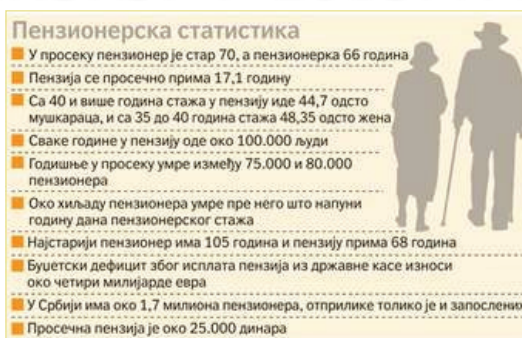 Пензионерска статистика
У просеку пензионер је стар 70, а пензионерка 66 година
Пензија се просечно прима 17,1 годину
Са 40 и више година стажа у пензију иде 44,7 одсто
мушкараца, и са 35 до 40 година стажа 48,35 одсто жена
Сваке године у пензију оде око 100.000 људи
Годишње у просеку умре између 75.000 и 80.000
пензионера
Око хиљаду пензионера умре пре него што напуни
годину дана пензионерског стажа
Најстарији пензионер има 105 година и пензију прима 68 година
Буџетски дефицит због исплата пензија из државне касе износи
око четири милијарде евра
У Србији има око 1,7 милиона пензионера, отприлике толико је и запослених
Просечна пензија је око 25.000 динара